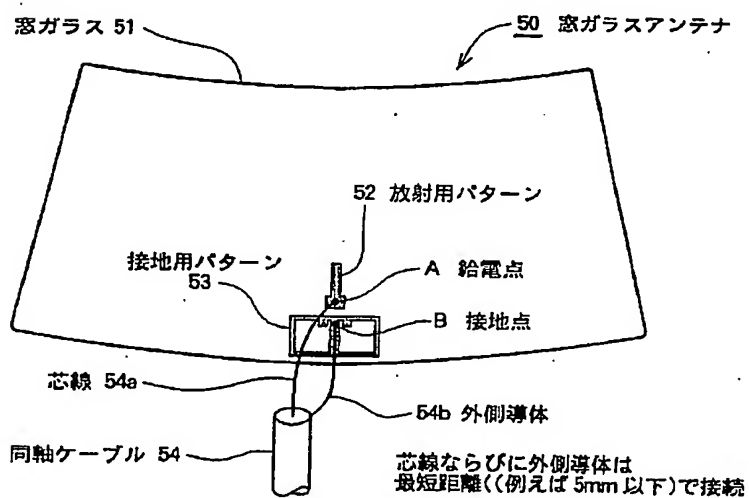 窓ガラス 51
50 窓ガラスアンテナ
52 放射用パターン
接地用パターン
53
A 給電点
B 接地点
芯線 54a
54b 外側導体
同軸ケーブル 54
芯線ならびに外側導体は
最短距離((例えば 5mm 以下)で接続